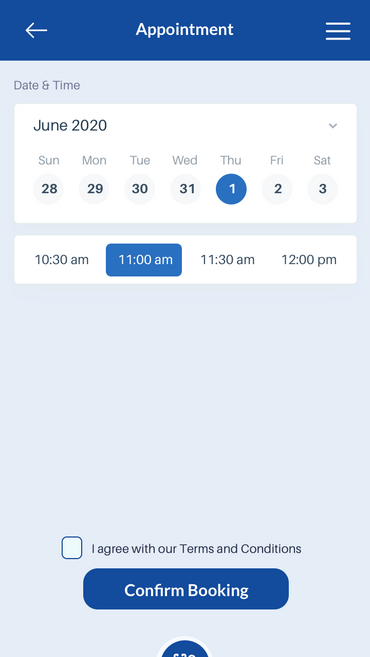 Appointment
Date & Time
June 2020
Sun Mon Tue Wed Thu Fri Sat
28 29 30 31 1 2 3
10:30 am 11:00 am 11:30 am 12:00 pm
I agree with our Terms and Conditions
Confirm Booking